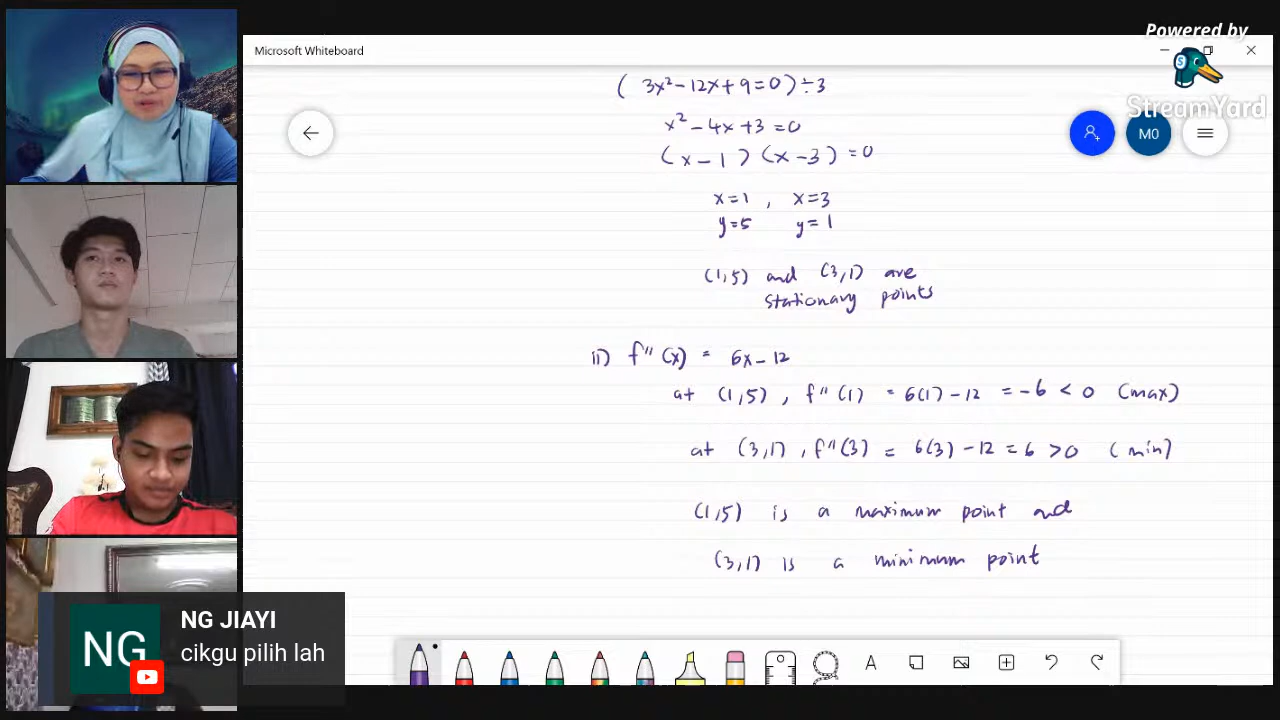 Powered by
StreamYard
Microsoft Whiteboard
M0
( 3x² - 12x + 9 = 0 ) ÷ 3
x² - 4x + 3 = 0
( x - 1 ) ( x - 3 ) = 0
x = 1 , x = 3
y = 5 y = 1
(1,5) and (3,1) are
stationary points
ii) f''(x) = 6x - 12
at (1,5) , f''(1) = 6(1) - 12 = -6 < 0 (max)
at (3,1) , f''(3) = 6(3) - 12 = 6 > 0 (min)
(1,5) is a maximum point and
(3,1) is a minimum point
NG
NG JIAYI
cikgu pilih lah
A